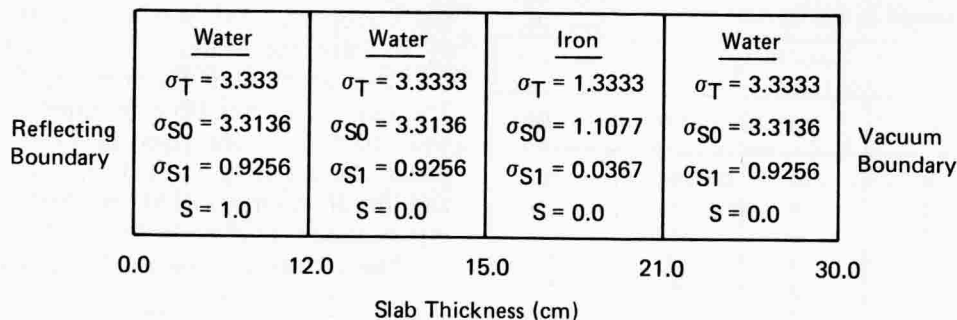 Water Water Iron Water
σT = 3.333 σT = 3.3333 σT = 1.3333 σT = 3.3333
σS0 = 3.3136 σS0 = 3.3136 σS0 = 1.1077 σS0 = 3.3136
σS1 = 0.9256 σS1 = 0.9256 σS1 = 0.0367 σS1 = 0.9256
S = 1.0 S = 0.0 S = 0.0 S = 0.0
Reflecting
Boundary
Vacuum
Boundary
0.0 12.0 15.0 21.0 30.0
Slab Thickness (cm)